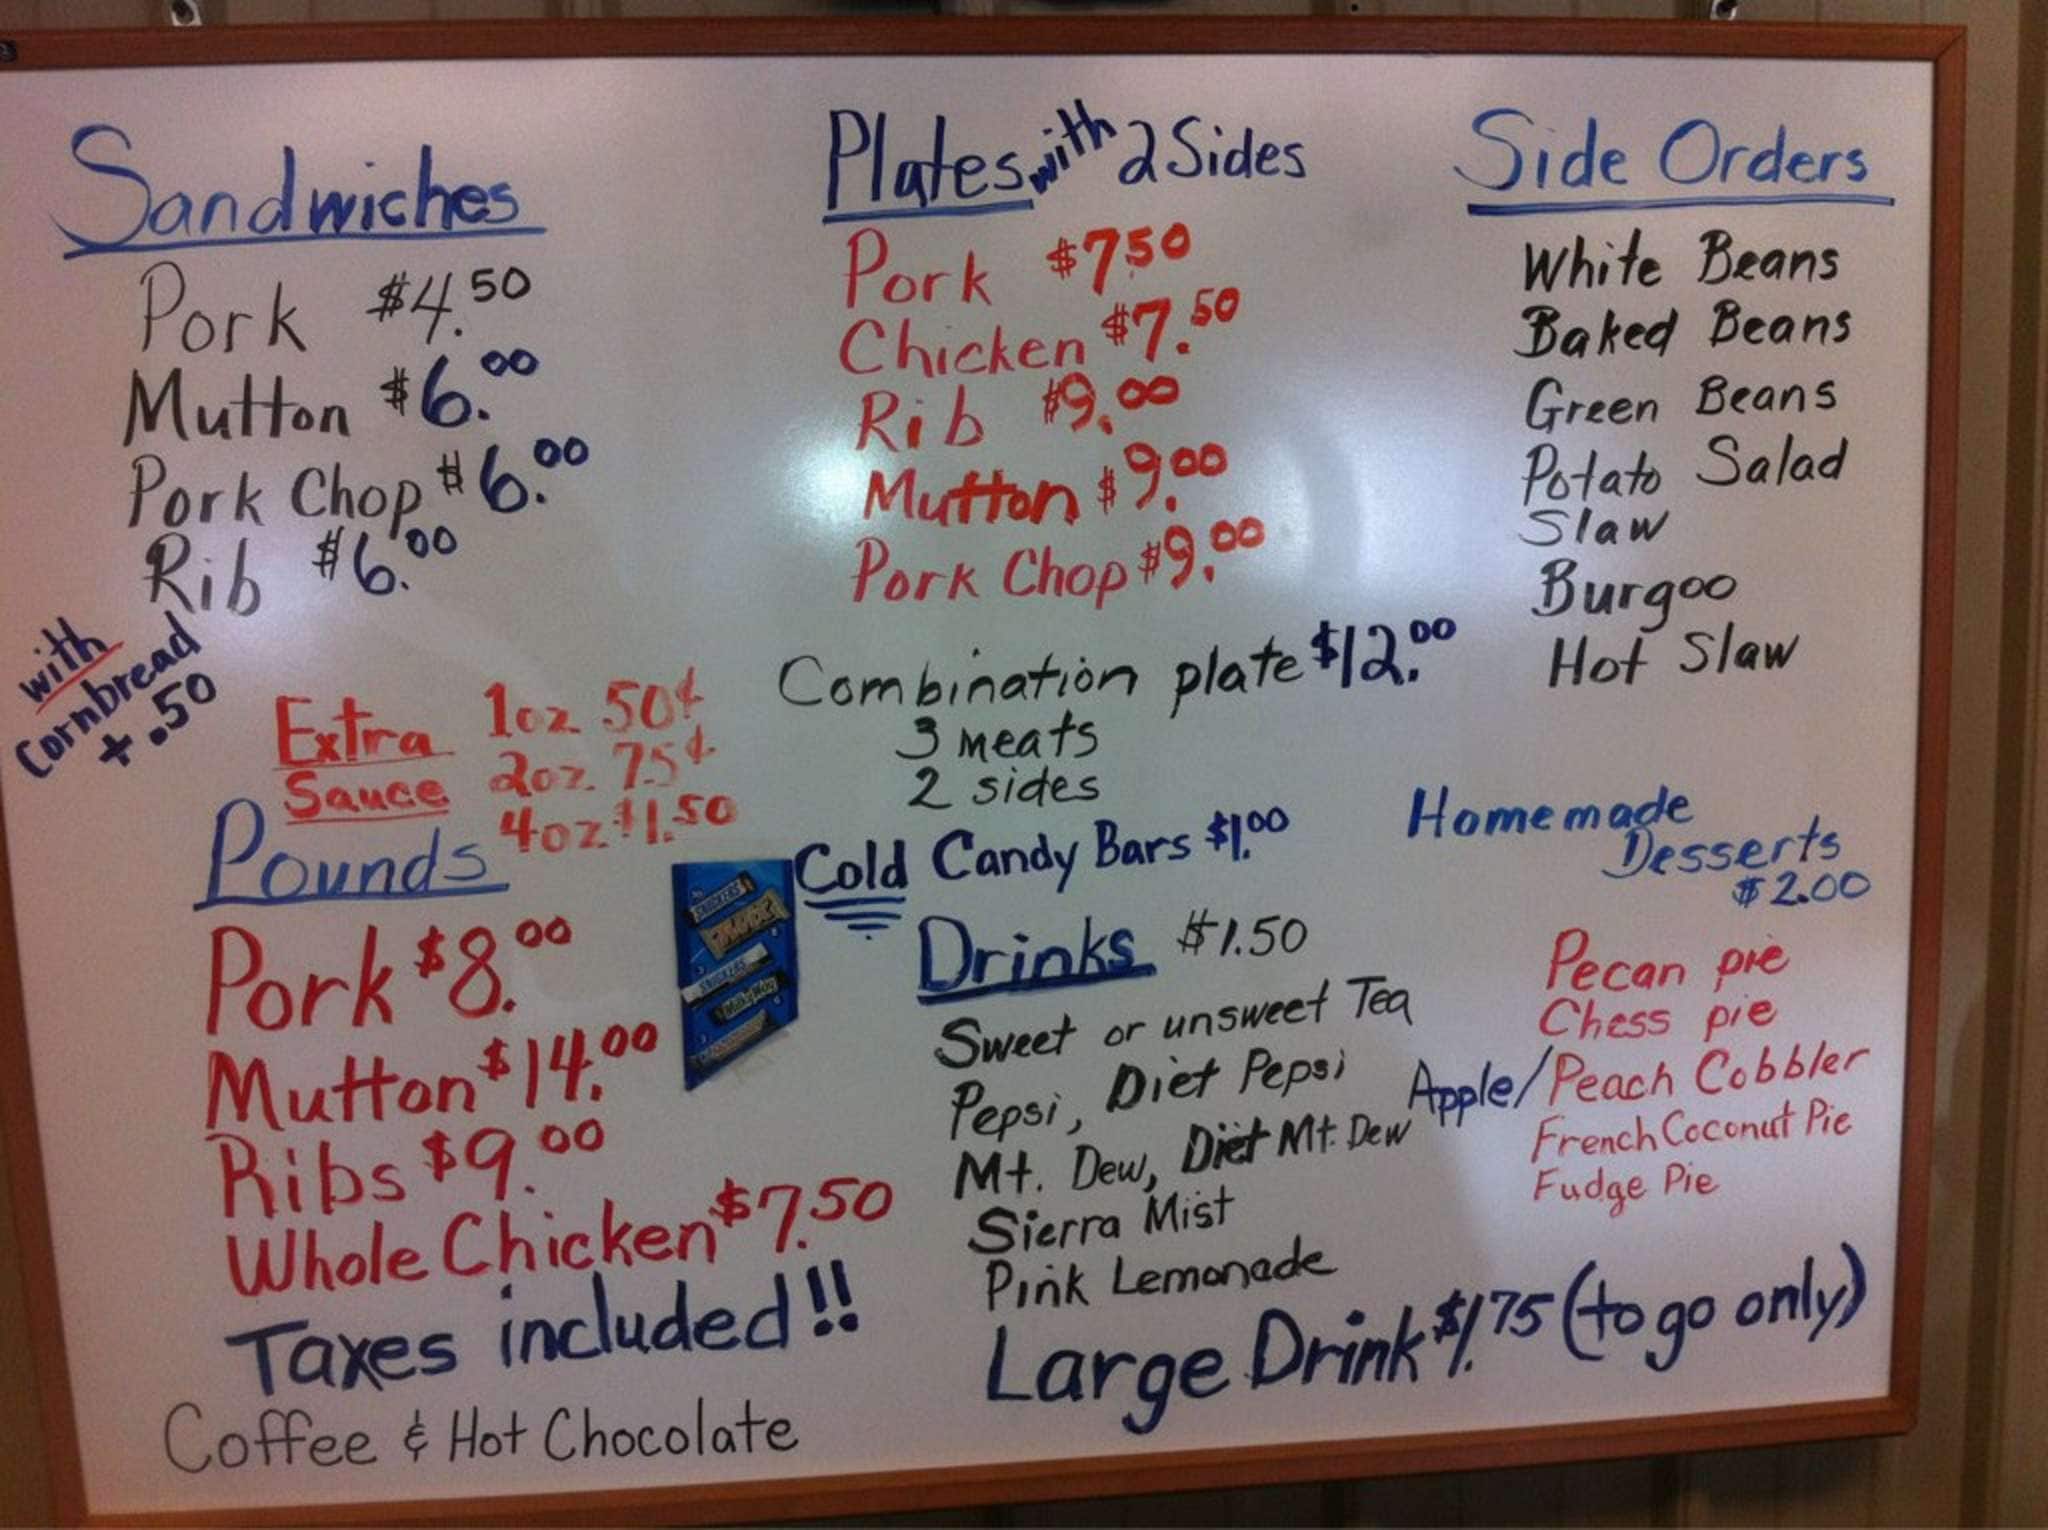 Sandwiches
Pork $4.50
Mutton $6.00
Pork Chop $6.00
Rib $6.00
with
Cornbread
+ .50
Extra
Sauce
1oz 50¢
2oz. 75¢
4oz $1.50
Pounds
Pork $8.00
Mutton $14.00
Ribs $9.00
Whole Chicken $7.50
Taxes included!!
Coffee & Hot Chocolate
Plates with 2 Sides
Pork $7.50
Chicken $7.50
Rib $9.00
Mutton $9.00
Pork Chop $9.00
Combination plate $12.00
3 meats
2 sides
Cold Candy Bars $1.00
SNICKERS
SNICKERS
Milky Way
Drinks $1.50
Sweet or unsweet Tea
Pepsi, Diet Pepsi
Mt. Dew, Diet Mt. Dew
Sierra Mist
Pink Lemonade
Large Drink $1.75 (to go only)
Side Orders
White Beans
Baked Beans
Green Beans
Potato Salad
Slaw
Burgoo
Hot Slaw
Homemade
Desserts
$2.00
Pecan pie
Chess pie
Apple/Peach Cobbler
French Coconut Pie
Fudge Pie